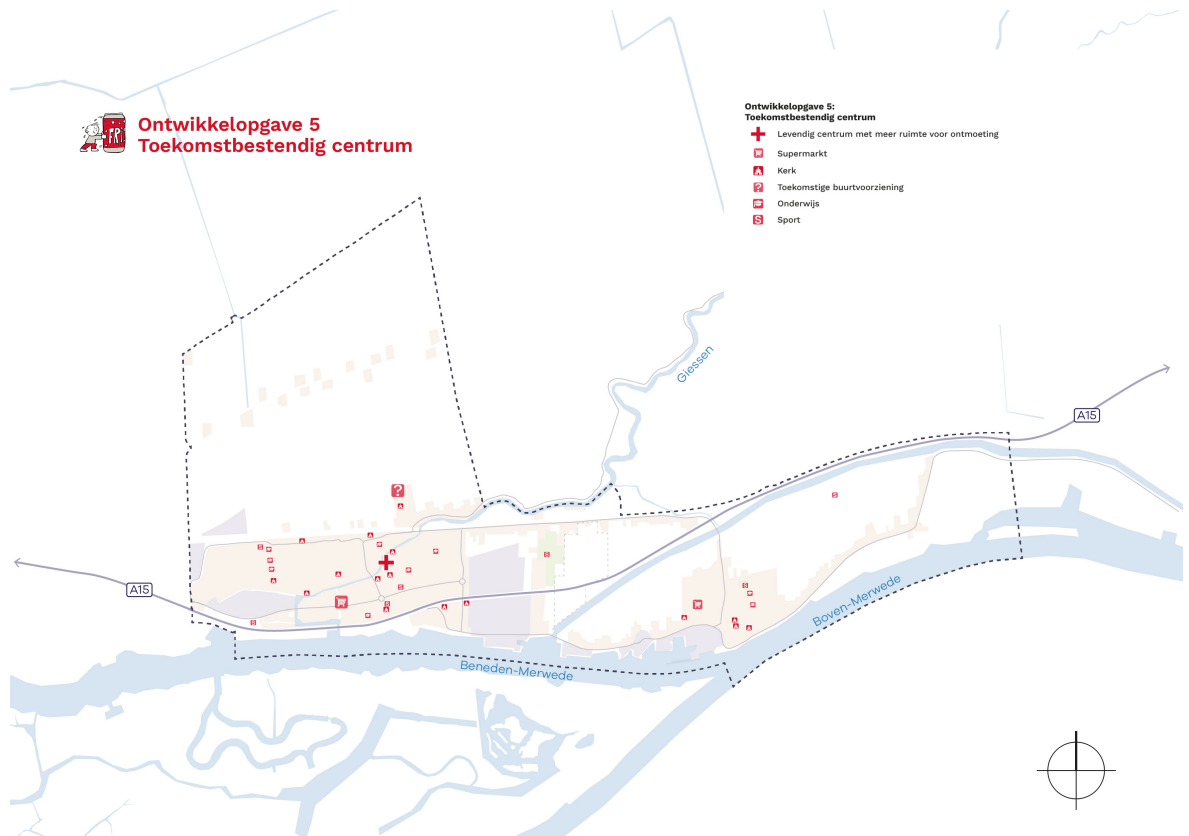 FRIS
Ontwikkelopgave 5
Toekomstbestendig centrum
Ontwikkelopgave 5:
Toekomstbestendig centrum
Levendig centrum met meer ruimte voor ontmoeting
Supermarkt
Kerk
? Toekomstige buurtvoorziening
Onderwijs
S Sport
Giessen
A15
?
A15
Boven-Merwede
Beneden-Merwede